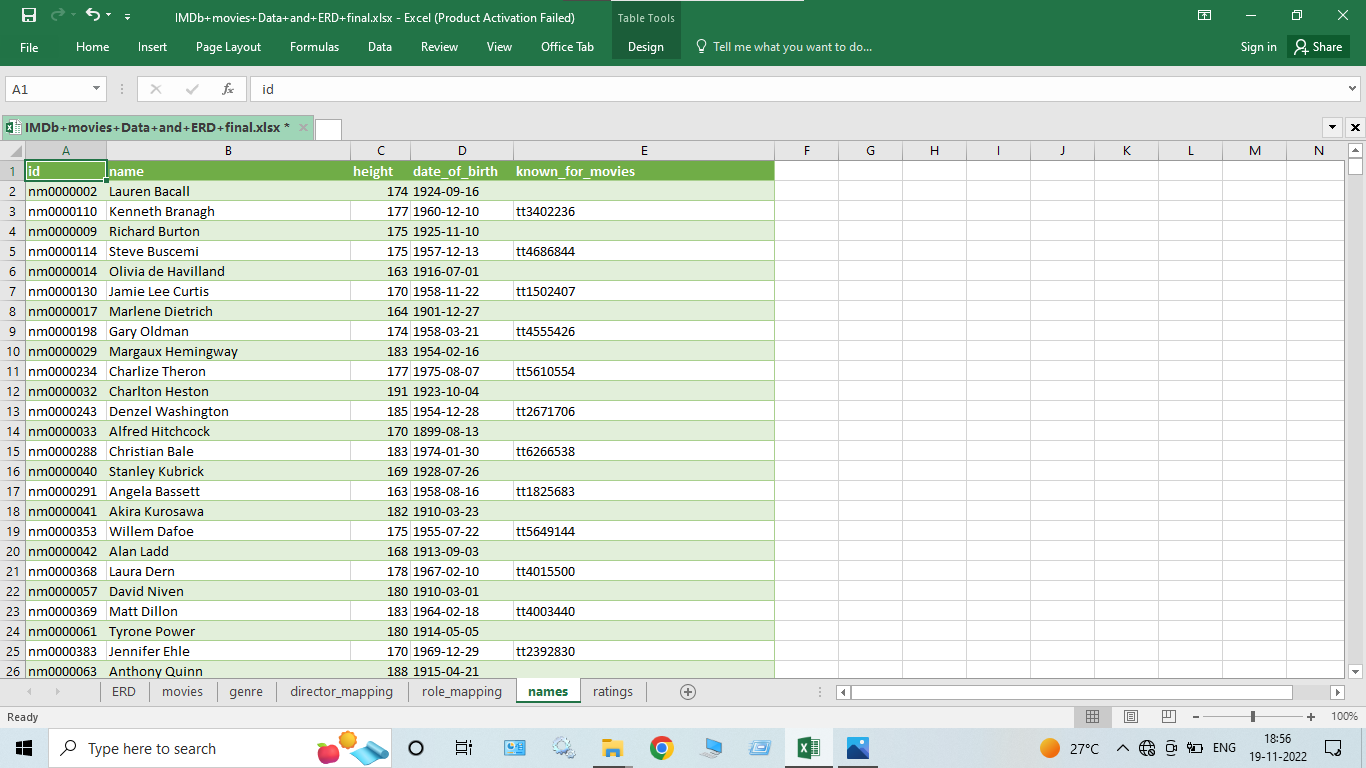 IMDb+movies+Data+and+ERD+final.xlsx - Excel (Product Activation Failed)
Table Tools
File Home Insert Page Layout Formulas Data Review View Office Tab Design Tell me what you want to do... Sign in Share
A1 fx id
IMDb+movies+Data+and+ERD+final.xlsx *
A B C D E F G H I J K L M N
1 id name height date_of_birth known_for_movies
2 nm0000002 Lauren Bacall 174 1924-09-16
3 nm0000110 Kenneth Branagh 177 1960-12-10 tt3402236
4 nm0000009 Richard Burton 175 1925-11-10
5 nm0000114 Steve Buscemi 175 1957-12-13 tt4686844
6 nm0000014 Olivia de Havilland 163 1916-07-01
7 nm0000130 Jamie Lee Curtis 170 1958-11-22 tt1502407
8 nm0000017 Marlene Dietrich 164 1901-12-27
9 nm0000198 Gary Oldman 174 1958-03-21 tt4555426
10 nm0000029 Margaux Hemingway 183 1954-02-16
11 nm0000234 Charlize Theron 177 1975-08-07 tt5610554
12 nm0000032 Charlton Heston 191 1923-10-04
13 nm0000243 Denzel Washington 185 1954-12-28 tt2671706
14 nm0000033 Alfred Hitchcock 170 1899-08-13
15 nm0000288 Christian Bale 183 1974-01-30 tt6266538
16 nm0000040 Stanley Kubrick 169 1928-07-26
17 nm0000291 Angela Bassett 163 1958-08-16 tt1825683
18 nm0000041 Akira Kurosawa 182 1910-03-23
19 nm0000353 Willem Dafoe 175 1955-07-22 tt5649144
20 nm0000042 Alan Ladd 168 1913-09-03
21 nm0000368 Laura Dern 178 1967-02-10 tt4015500
22 nm0000057 David Niven 180 1910-03-01
23 nm0000369 Matt Dillon 183 1964-02-18 tt4003440
24 nm0000061 Tyrone Power 180 1914-05-05
25 nm0000383 Jennifer Ehle 170 1969-12-29 tt2392830
26 nm0000063 Anthony Quinn 188 1915-04-21
ERD movies genre director_mapping role_mapping names ratings
Ready 100%
Type here to search 27°C ENG 18:56
19-11-2022